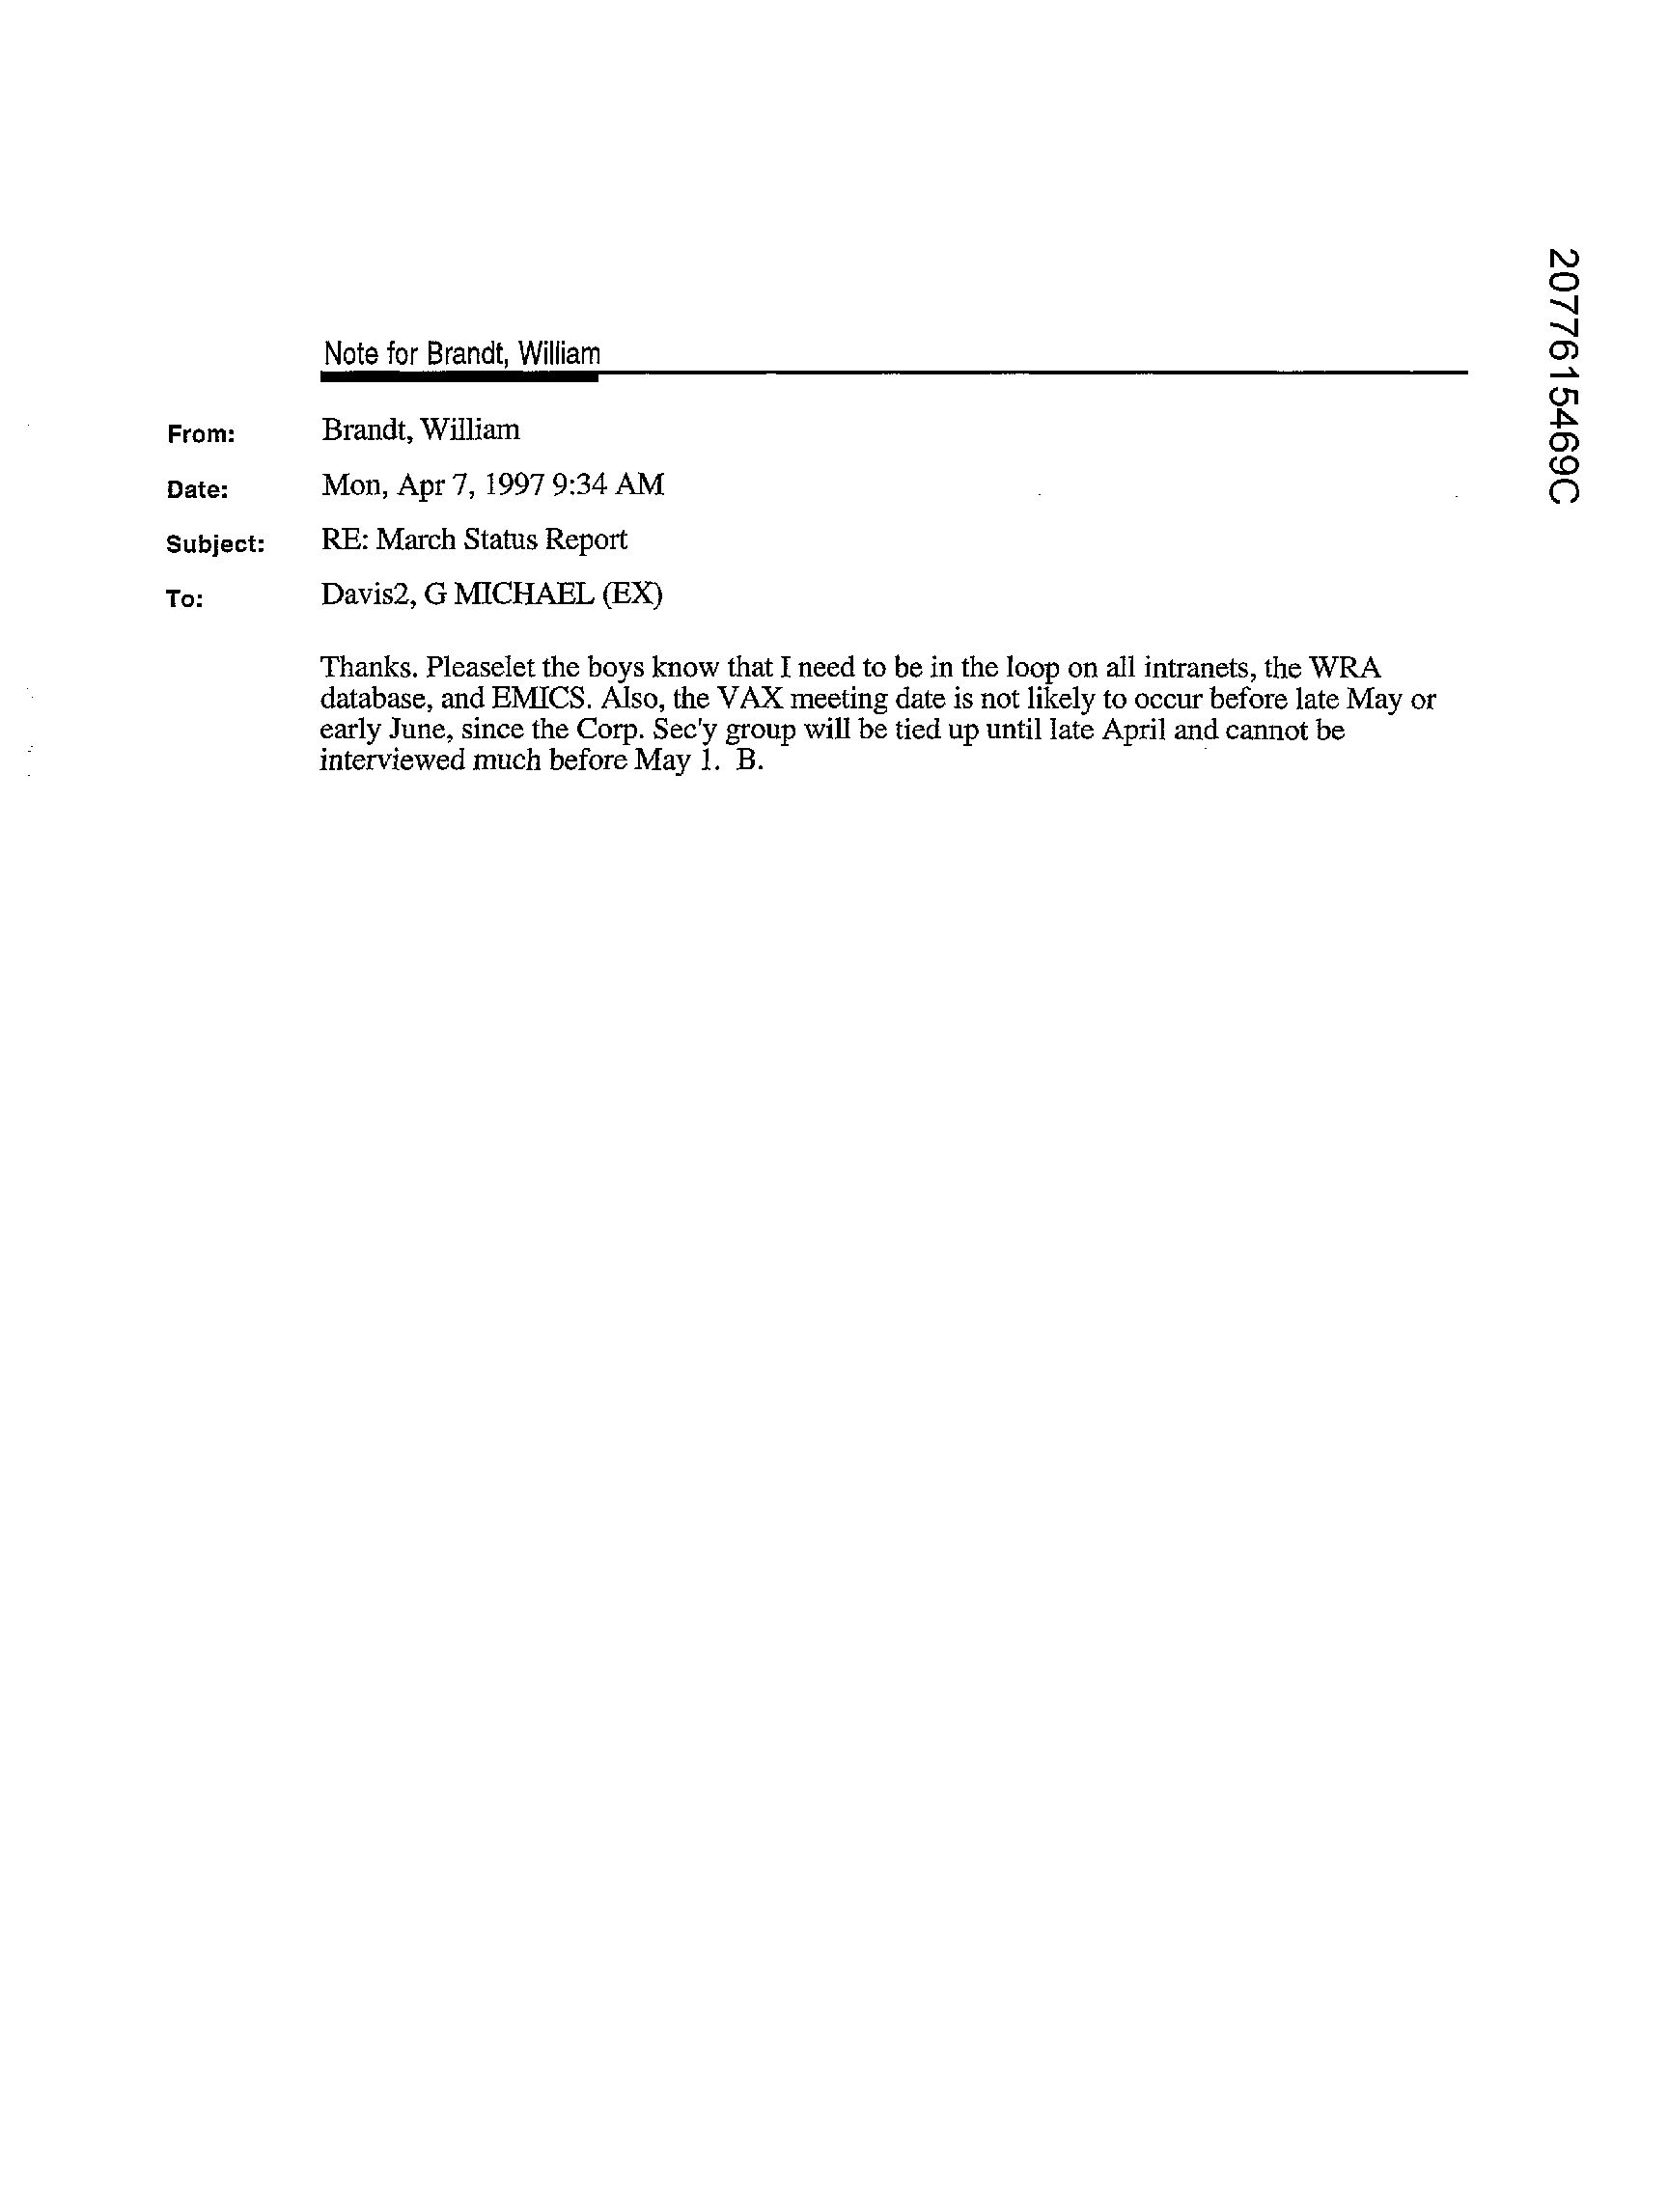 Note for Brandt, William
From: Brandt, William
Date: Mon, Apr 7, 1997 9:34 AM
Subject: RE: March Status Report
To: Davis2, G MICHAEL (EX)
Thanks. Pleaselet the boys know that I need to be in the loop on all intranets, the WRA
database, and EMICS. Also, the VAX meeting date is not likely to occur before late May or
early June, since the Corp. Sec'y group will be tied up until late April and cannot be
interviewed much before May 1. B.
2077615469C